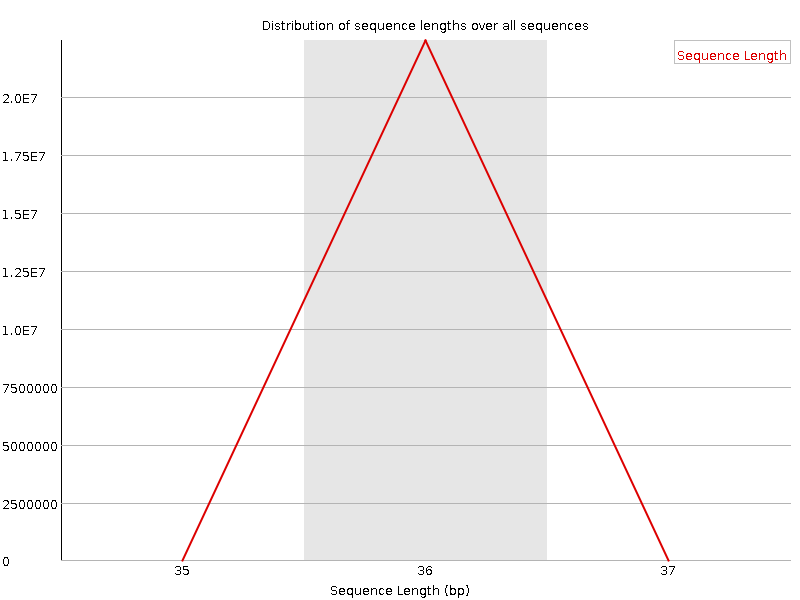 Distribution of sequence lengths over all sequences
Sequence Length
2.0E7
1.75E7
1.5E7
1.25E7
1.0E7
7500000
5000000
2500000
0
35 36 37
Sequence Length (bp)